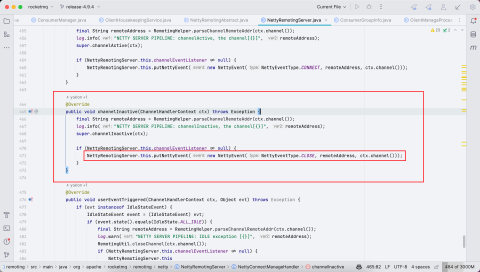 rocketmq release-4.9.4 Current File
ConsumerManager.java ClientHousekeepingService.java NettyRemotingAbstract.java NettyRemotingServer.java ConsumerGroupInfo.java
final String remoteAddress = RemotingHelper.parseChannelRemoteAddr(ctx.channel());
log.info("NETTY SERVER PIPELINE: channelActive, the channel[{}]", remoteAddress);
super.channelActive(ctx);
if (NettyRemotingServer.this.channelEventListener ≠ null) {
NettyRemotingServer.this.putNettyEvent(new NettyEvent(NettyEventType.CONNECT, remoteAddress, ctx.channel()));
}
}
@Override
public void channelInactive(ChannelHandlerContext ctx) throws Exception {
final String remoteAddress = RemotingHelper.parseChannelRemoteAddr(ctx.channel());
log.info("NETTY SERVER PIPELINE: channelInactive, the channel[{}]", remoteAddress);
super.channelInactive(ctx);
if (NettyRemotingServer.this.channelEventListener ≠ null) {
NettyRemotingServer.this.putNettyEvent(new NettyEvent(NettyEventType.CLOSE, remoteAddress, ctx.channel()));
}
}
@Override
public void userEventTriggered(ChannelHandlerContext ctx, Object evt) throws Exception {
if (evt instanceof IdleStateEvent) {
IdleStateEvent event = (IdleStateEvent) evt;
if (event.state().equals(IdleState.ALL_IDLE)) {
final String remoteAddress = RemotingHelper.parseChannelRemoteAddr(ctx.channel());
log.warn("NETTY SERVER PIPELINE: IDLE exception [{}]", remoteAddress);
RemotingUtil.closeChannel(ctx.channel());
if (NettyRemotingServer.this.channelEventListener ≠ null) {
NettyRemotingServer.this
remoting src main java org apache rocketmq remoting netty NettyRemotingServer NettyConnectManageHandler channelInactive LF UTF-8 4 spaces